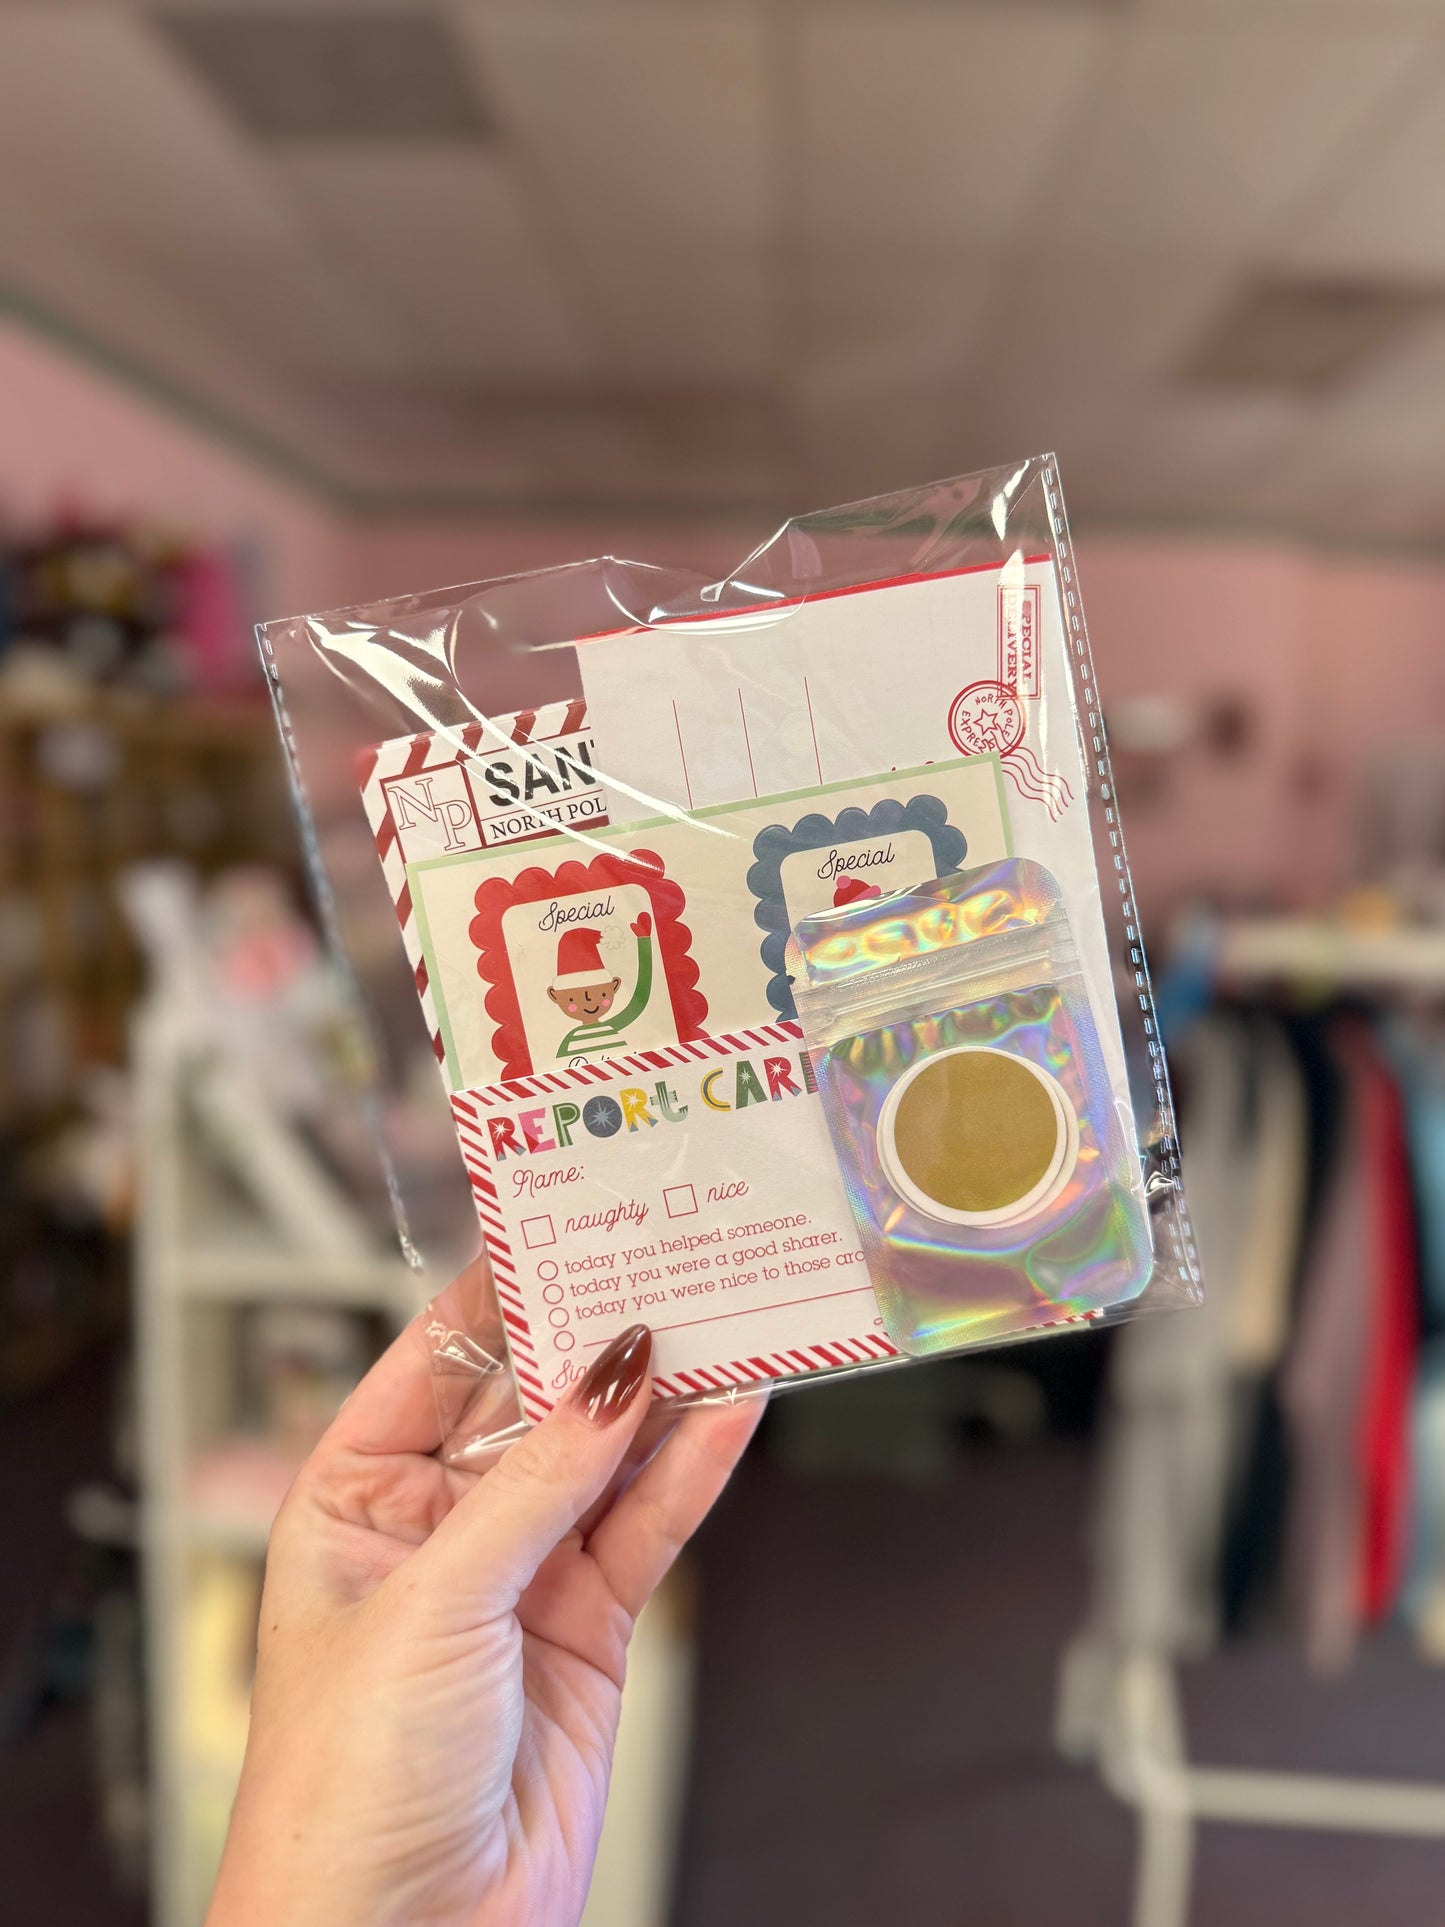 SPECIAL
DELIVERY
NORTH POLE
EXPRESS
NP
SAN
NORTH POL
Special
Special
REPORT CAR
Name:
naughty nice
today you helped someone.
today you were a good sharer.
today you were nice to those aro
Sig